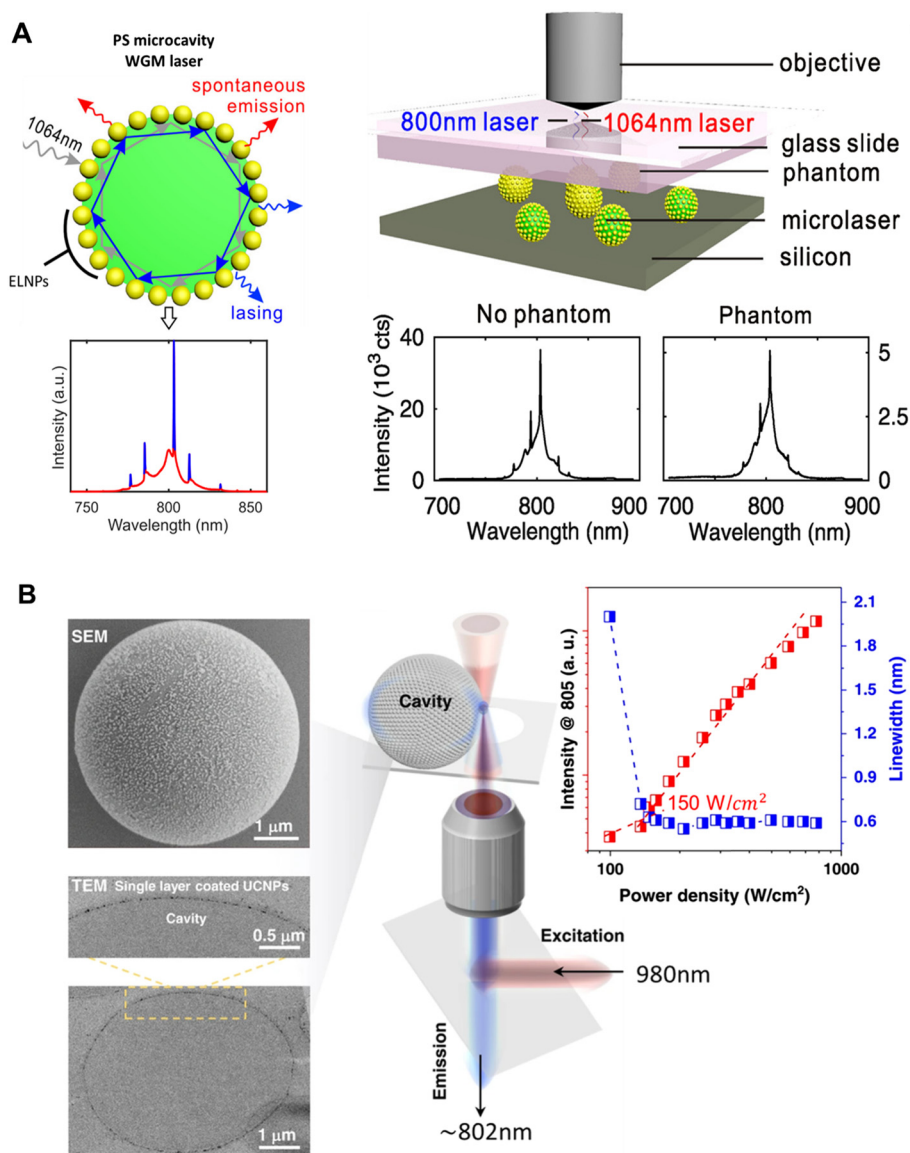 A
PS microcavity
WGM laser
spontaneous
emission
1064nm
ELNPs
lasing
Intensity (a.u.)
750
800
850
Wavelength (nm)
objective
800nm laser
1064nm laser
glass slide
phantom
microlaser
silicon
No phantom
Phantom
Intensity (10³ cts)
40
20
0
5
2.5
0
700
800
900
700
800
900
Wavelength (nm)
Wavelength (nm)
B
SEM
1 μm
TEM Single layer coated UCNPs
Cavity
0.5 μm
1 μm
Cavity
Excitation
980nm
Emission
~802nm
Intensity @ 805 (a. u.)
2.1
1.8
1.5
1.2
0.9
0.6
Linewidth (nm)
150 W/cm²
100
1000
Power density (W/cm²)